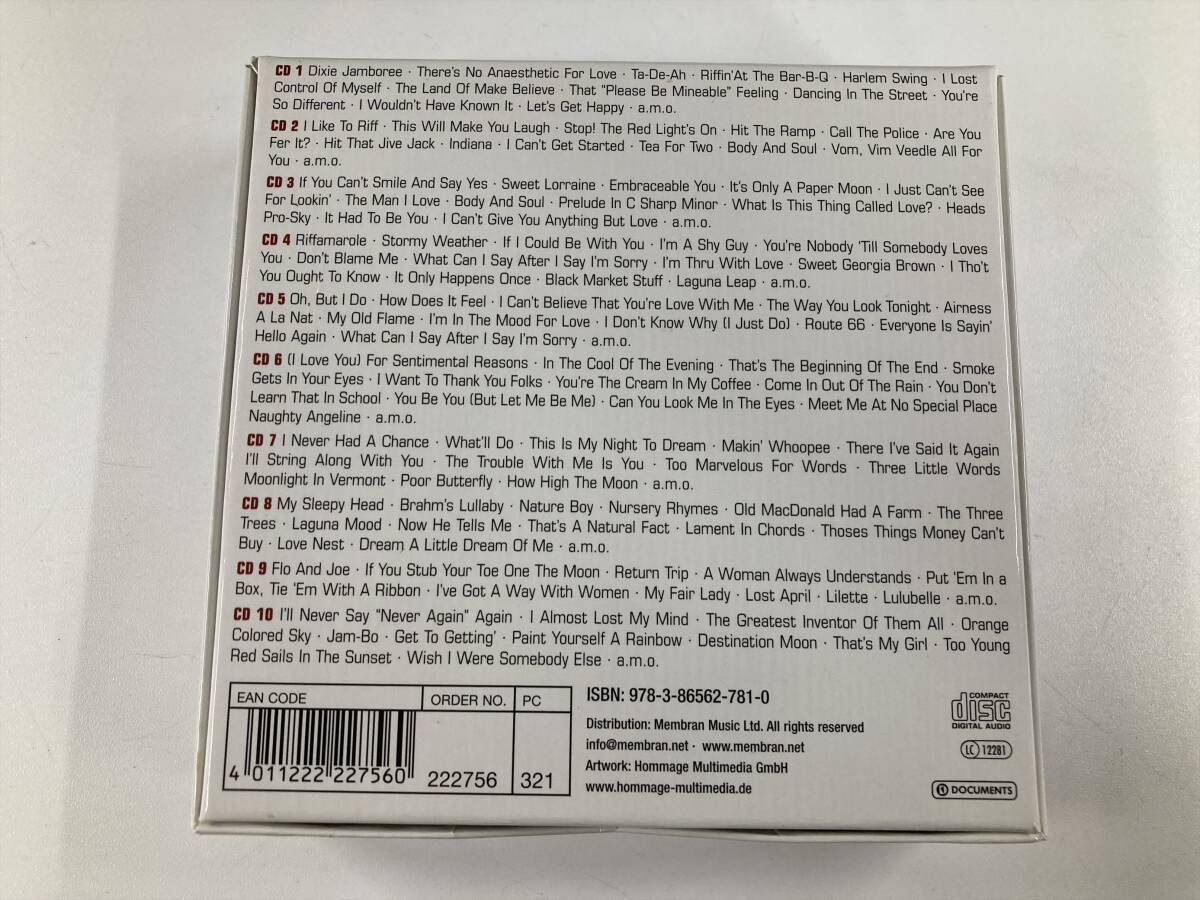 CD 1 Dixie Jamboree · There's No Anaesthetic For Love · Ta-De-Ah · Riffin'At The Bar-B-Q · Harlem Swing · I Lost
Control Of Myself · The Land Of Make Believe · That "Please Be Mineable" Feeling · Dancing In The Street · You're
So Different · I Wouldn't Have Known It · Let's Get Happy · a.m.o.
CD 2 I Like To Riff · This Will Make You Laugh · Stop! The Red Light's On · Hit The Ramp · Call The Police · Are You
Fer It? · Hit That Jive Jack · Indiana · I Can't Get Started · Tea For Two · Body And Soul · Vom, Vim Veedle All For
You · a.m.o.
CD 3 If You Can't Smile And Say Yes · Sweet Lorraine · Embraceable You · It's Only A Paper Moon · I Just Can't See
For Lookin' · The Man I Love · Body And Soul · Prelude In C Sharp Minor · What Is This Thing Called Love? · Heads
Pro-Sky · It Had To Be You · I Can't Give You Anything But Love · a.m.o.
CD 4 Riffamarole · Stormy Weather · If I Could Be With You · I'm A Shy Guy · You're Nobody 'Till Somebody Loves
You · Don't Blame Me · What Can I Say After I Say I'm Sorry · I'm Thru With Love · Sweet Georgia Brown · I Tho't
You Ought To Know · It Only Happens Once · Black Market Stuff · Laguna Leap · a.m.o.
CD 5 Oh, But I Do · How Does It Feel · I Can't Believe That You're Love With Me · The Way You Look Tonight · Airness
A La Nat · My Old Flame · I'm In The Mood For Love · I Don't Know Why (I Just Do) · Route 66 · Everyone Is Sayin'
Hello Again · What Can I Say After I Say I'm Sorry · a.m.o.
CD 6 (I Love You) For Sentimental Reasons · In The Cool Of The Evening · That's The Beginning Of The End · Smoke
Gets In Your Eyes · I Want To Thank You Folks · You're The Cream In My Coffee · Come In Out Of The Rain · You Don't
Learn That In School · You Be You (But Let Me Be Me) · Can You Look Me In The Eyes · Meet Me At No Special Place
Naughty Angeline · a.m.o.
CD 7 I Never Had A Chance · What'll Do · This Is My Night To Dream · Makin' Whoopee · There I've Said It Again
I'll String Along With You · The Trouble With Me Is You · Too Marvelous For Words · Three Little Words
Moonlight In Vermont · Poor Butterfly · How High The Moon · a.m.o.
CD 8 My Sleepy Head · Brahm's Lullaby · Nature Boy · Nursery Rhymes · Old MacDonald Had A Farm · The Three
Trees · Laguna Mood · Now He Tells Me · That's A Natural Fact · Lament In Chords · Thoses Things Money Can't
Buy · Love Nest · Dream A Little Dream Of Me · a.m.o.
CD 9 Flo And Joe · If You Stub Your Toe One The Moon · Return Trip · A Woman Always Understands · Put 'Em In a
Box, Tie 'Em With A Ribbon · I've Got A Way With Women · My Fair Lady · Lost April · Lilette · Lulubelle · a.m.o.
CD 10 I'll Never Say "Never Again" Again · I Almost Lost My Mind · The Greatest Inventor Of Them All · Orange
Colored Sky · Jam-Bo · Get To Getting' · Paint Yourself A Rainbow · Destination Moon · That's My Girl · Too Young
Red Sails In The Sunset · Wish I Were Somebody Else · a.m.o.
EAN CODE ORDER NO. PC
4 011222 227560 222756 321
ISBN: 978-3-86562-781-0
Distribution: Membran Music Ltd. All rights reserved
info@membran.net · www.membran.net
Artwork: Hommage Multimedia GmbH
www.hommage-multimedia.de
COMPACT
disc
DIGITAL AUDIO
LC 12281
DOCUMENTS